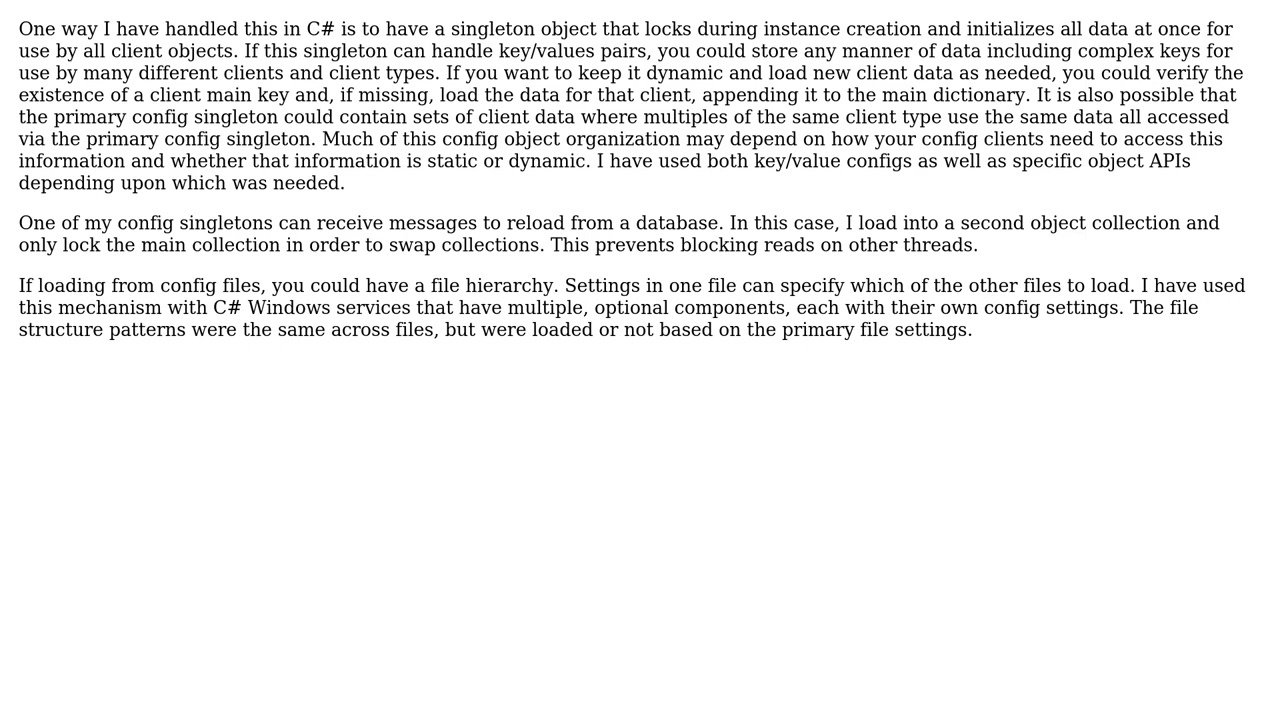 One way I have handled this in C# is to have a singleton object that locks during instance creation and initializes all data at once for
use by all client objects. If this singleton can handle key/values pairs, you could store any manner of data including complex keys for
use by many different clients and client types. If you want to keep it dynamic and load new client data as needed, you could verify the
existence of a client main key and, if missing, load the data for that client, appending it to the main dictionary. It is also possible that
the primary config singleton could contain sets of client data where multiples of the same client type use the same data all accessed
via the primary config singleton. Much of this config object organization may depend on how your config clients need to access this
information and whether that information is static or dynamic. I have used both key/value configs as well as specific object APIs
depending upon which was needed.
One of my config singletons can receive messages to reload from a database. In this case, I load into a second object collection and
only lock the main collection in order to swap collections. This prevents blocking reads on other threads.
If loading from config files, you could have a file hierarchy. Settings in one file can specify which of the other files to load. I have used
this mechanism with C# Windows services that have multiple, optional components, each with their own config settings. The file
structure patterns were the same across files, but were loaded or not based on the primary file settings.